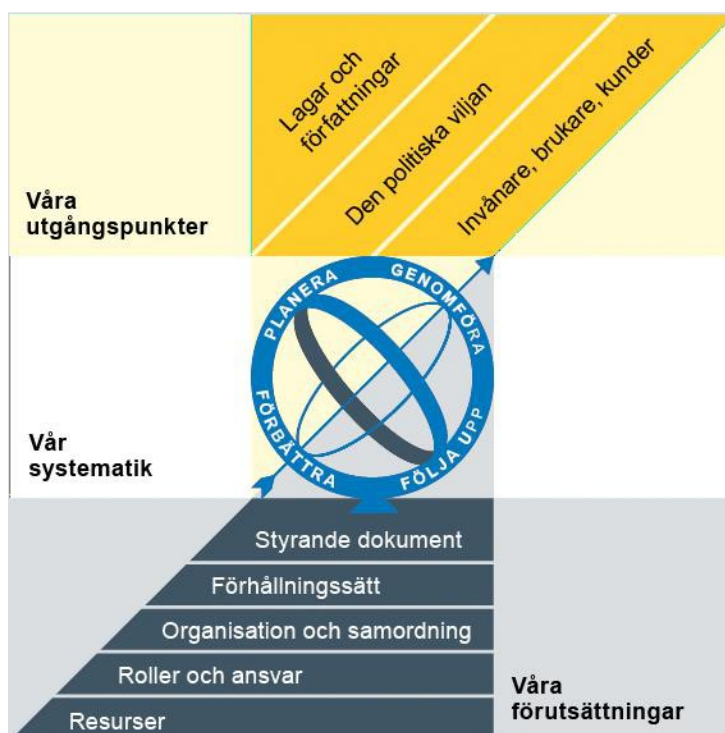 Lagar och
författningar
Den politiska viljan
Invånare, brukare, kunder
Våra
utgångspunkter
PLANERA
GENOMFÖRA
FÖLJA UPP
FÖRBÄTTRA
Vår
systematik
Styrande dokument
Förhållningssätt
Organisation och samordning
Roller och ansvar
Resurser
Våra
förutsättningar